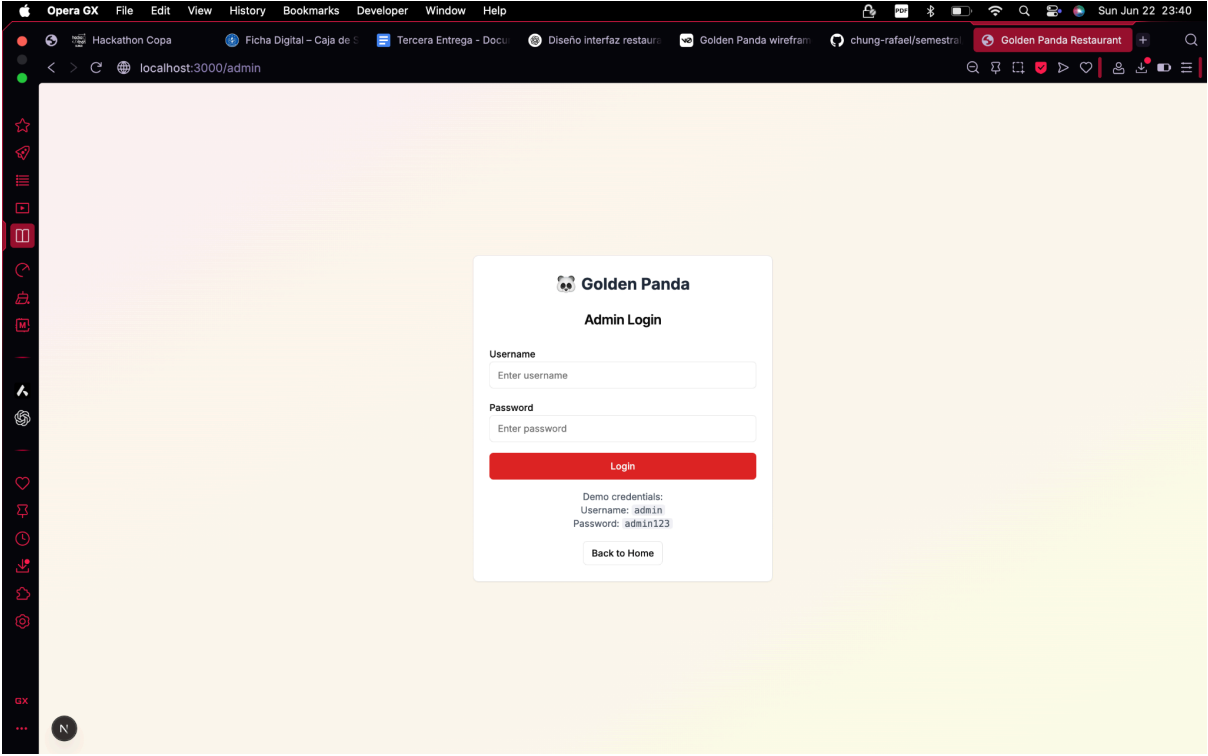 Opera GX File Edit View History Bookmarks Developer Window Help PDF Sun Jun 22 23:40
Hackathon Copa Ficha Digital – Caja de S Tercera Entrega - Docu Diseño interfaz restaura Golden Panda wirefram chung-rafael/semestral Golden Panda Restaurant +
localhost:3000/admin
M
🐼 Golden Panda
Admin Login
Username
Enter username
Password
Enter password
Login
Demo credentials:
Username: admin
Password: admin123
Back to Home
GX
N